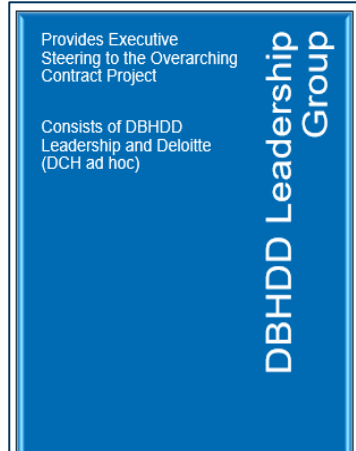 Provides Executive
Steering to the Overarching
Contract Project
Consists of DBHDD
Leadership and Deloitte
(DCH ad hoc)
DBHDD Leadership
Group